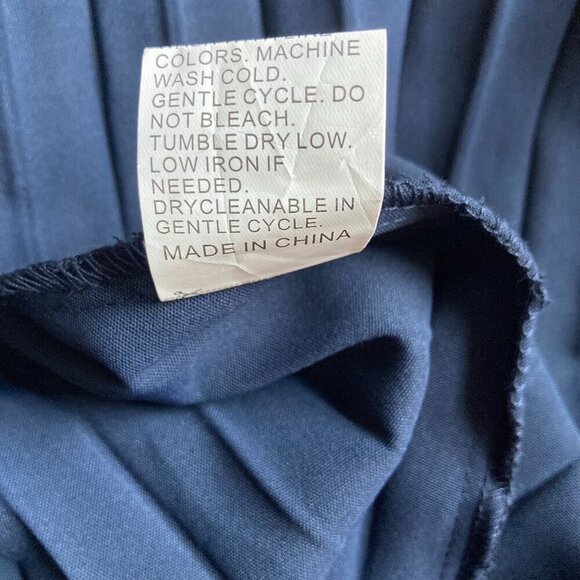 COLORS. MACHINE
WASH COLD.
GENTLE CYCLE. DO
NOT BLEACH.
TUMBLE DRY LOW.
LOW IRON IF
NEEDED.
DRYCLEANABLE IN
GENTLE CYCLE.
MADE IN CHINA